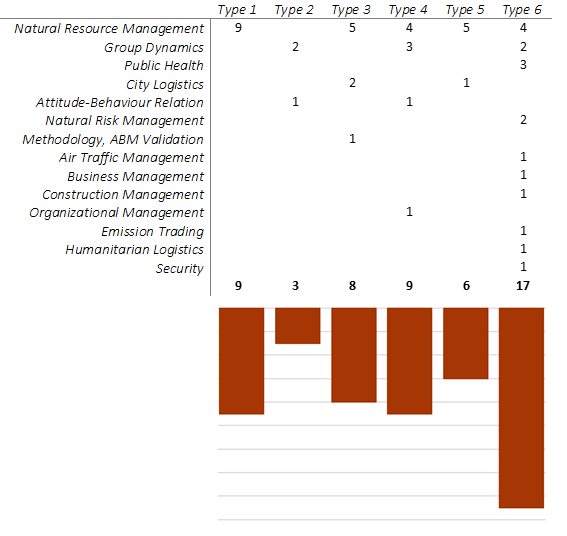 Type 1 Type 2 Type 3 Type 4 Type 5 Type 6
Natural Resource Management 9 5 4 5 4
Group Dynamics 2 3 2
Public Health 3
City Logistics 2 1
Attitude-Behaviour Relation 1 1
Natural Risk Management 2
Methodology, ABM Validation 1
Air Traffic Management 1
Business Management 1
Construction Management 1
Organizational Management 1
Emission Trading 1
Humanitarian Logistics 1
Security 1
9 3 8 9 6 17